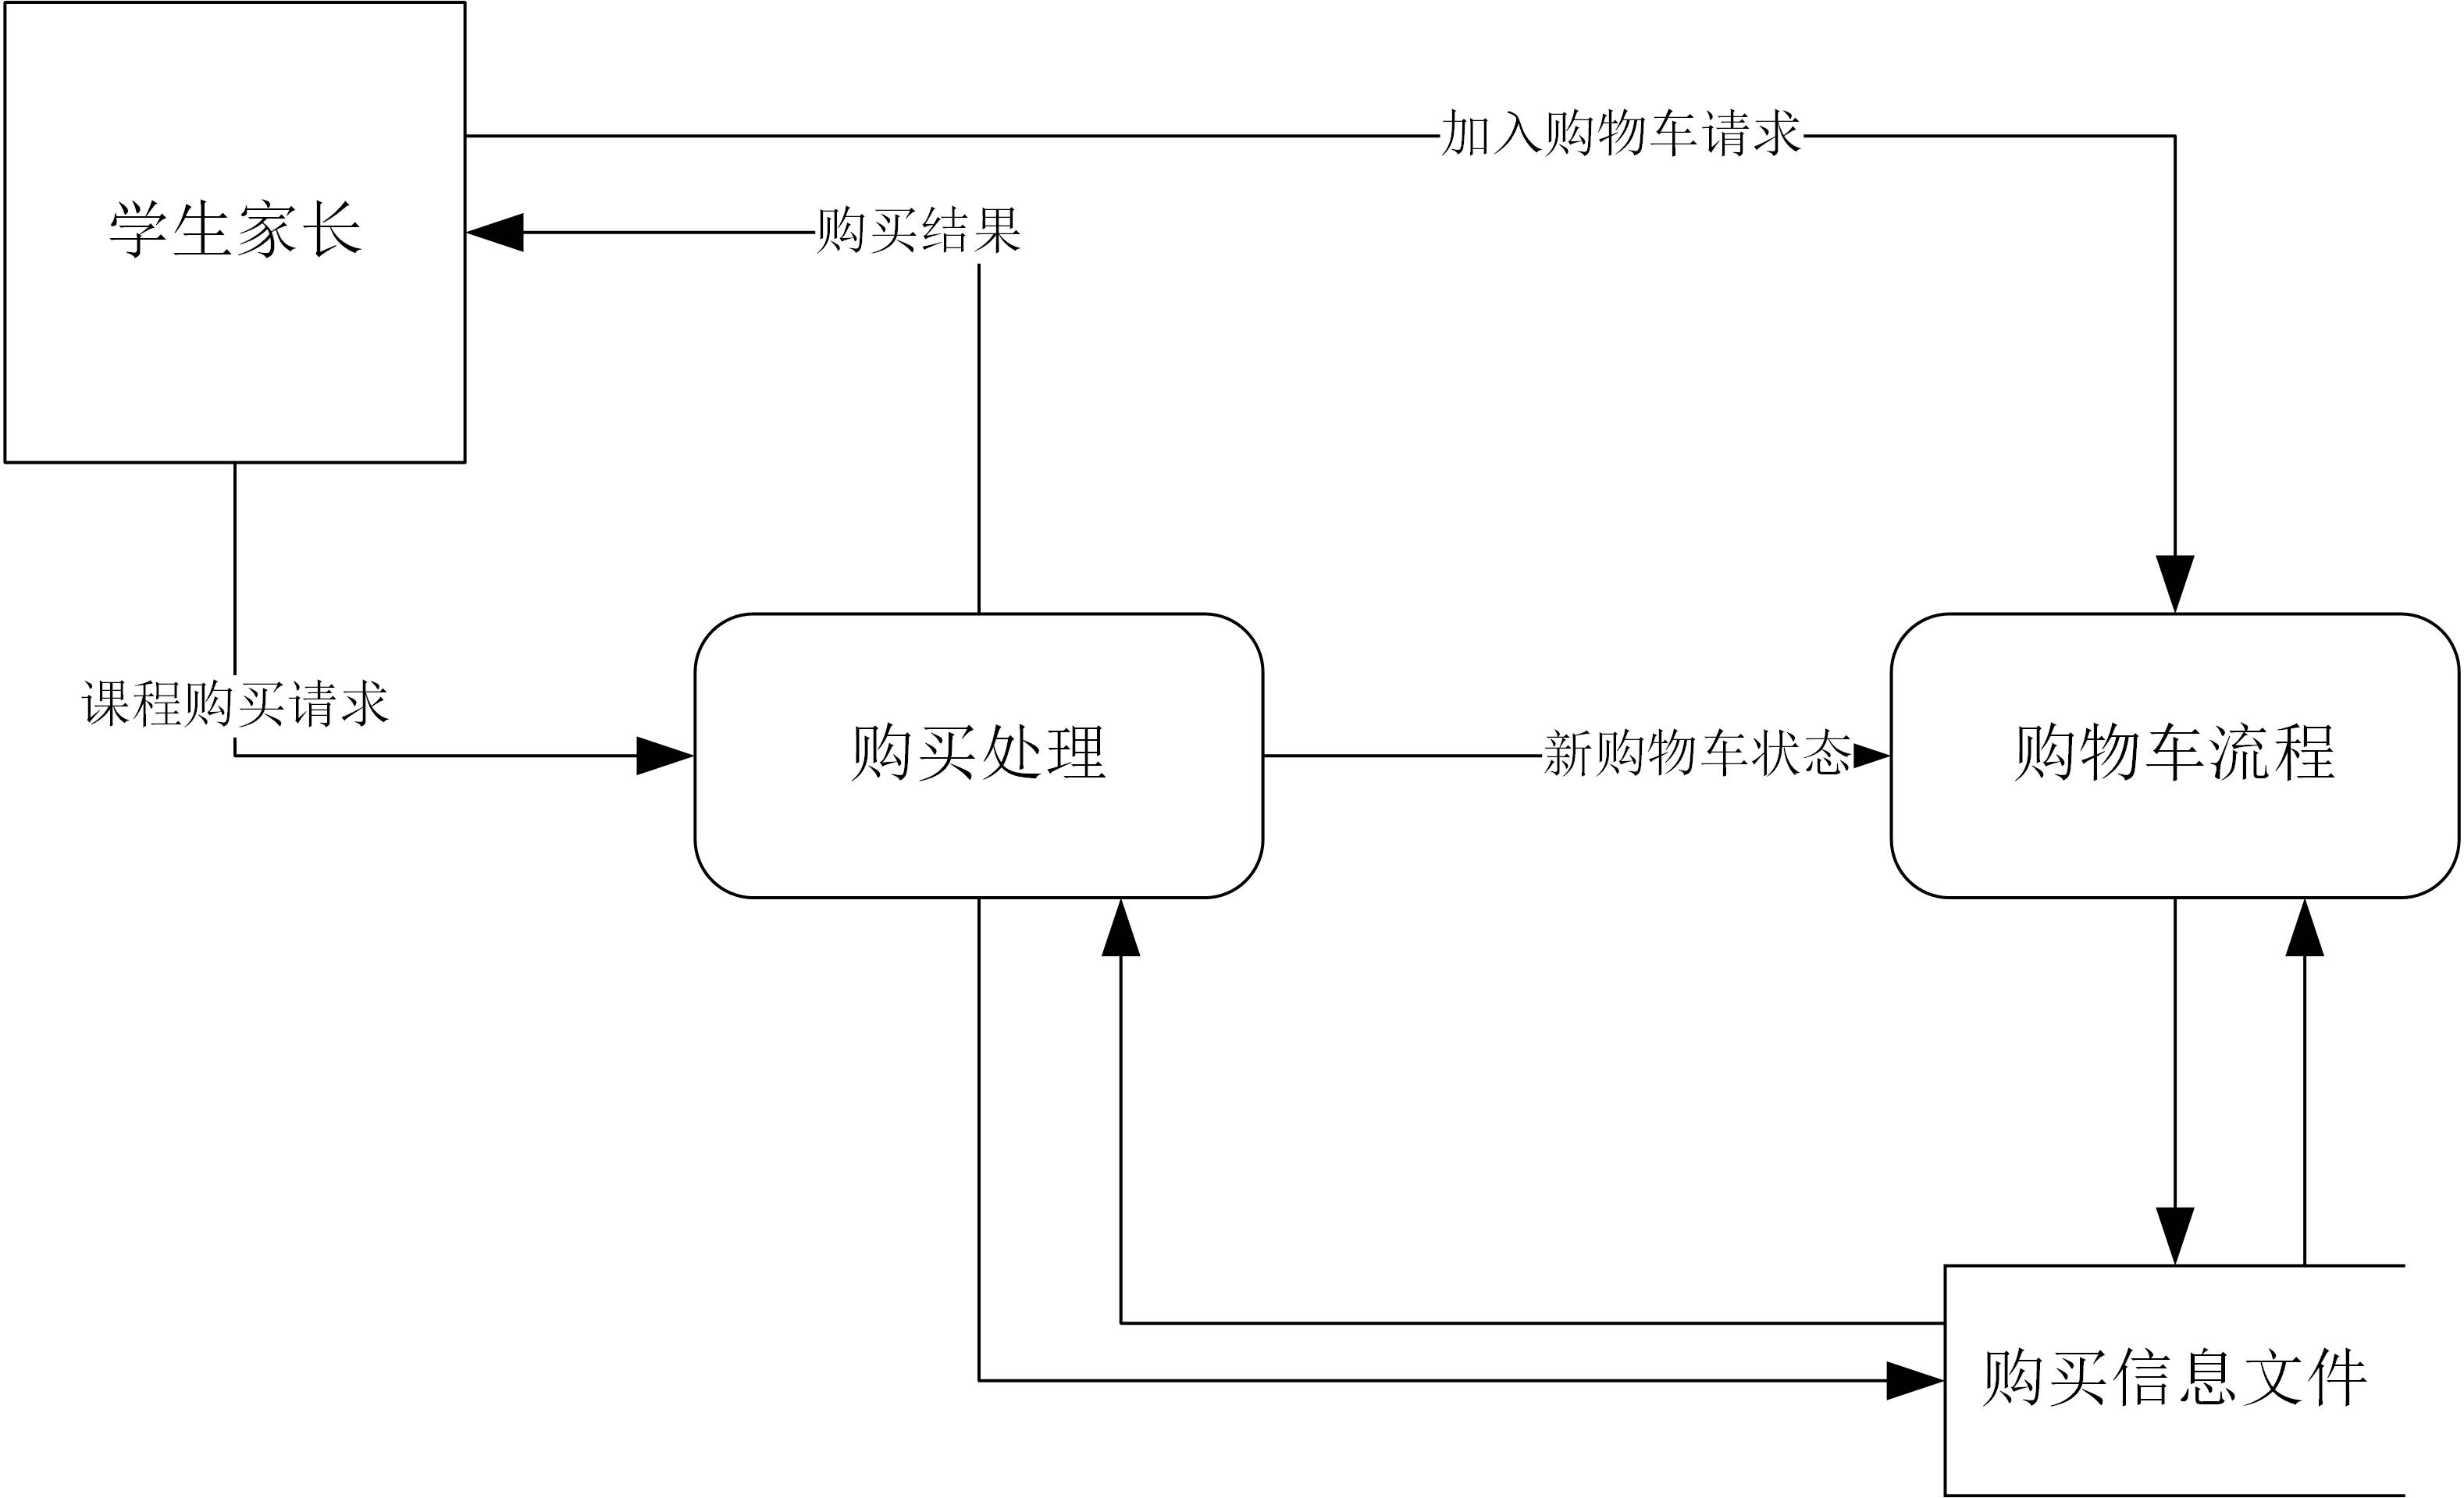 加入购物车请求
学生家长
购买结果
课程购买请求
购买处理
新购物车状态
购物车流程
购买信息文件